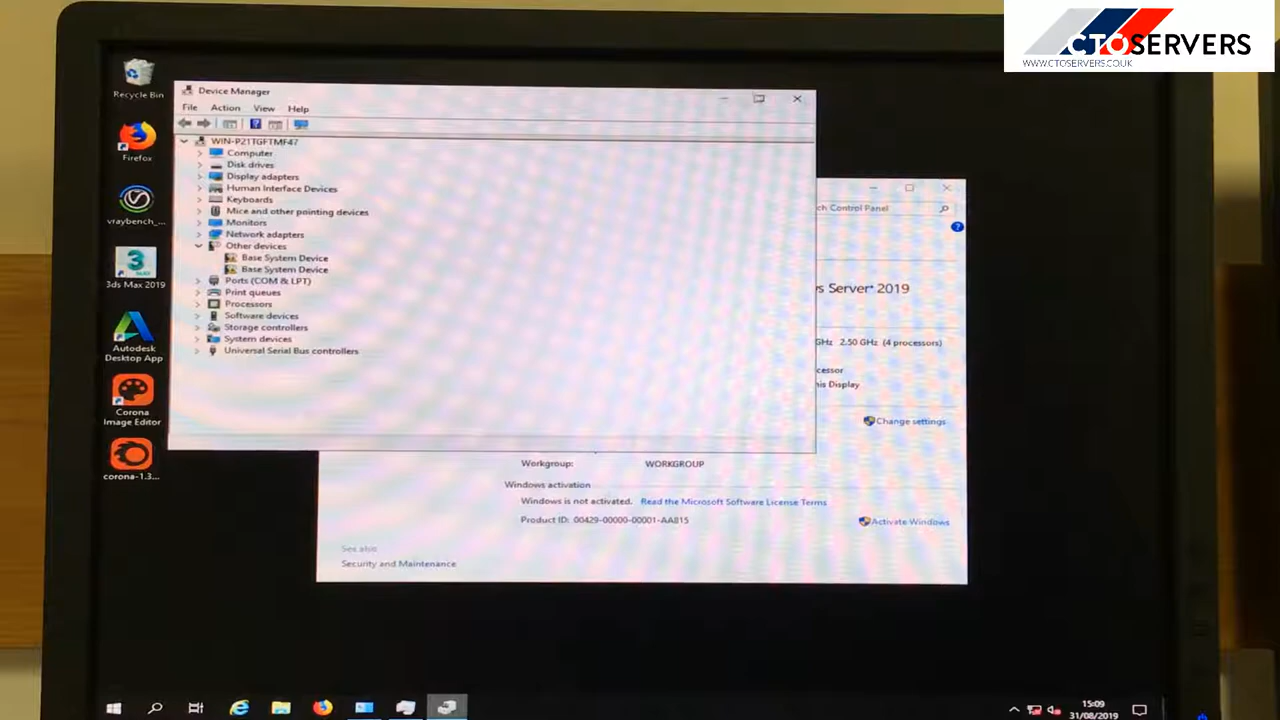 CTOSERVERS
WWW.CTOSERVERS.CO.UK
Recycle Bin
Firefox
vraybench_...
3
3ds Max 2019
Autodesk
Desktop App
Corona
Image Editor
corona-1.3...
Device Manager
File Action View Help
WIN-P21TGFTMF47
Computer
Disk drives
Display adapters
Human Interface Devices
Keyboards
Mice and other pointing devices
Monitors
Network adapters
Other devices
Base System Device
Base System Device
Ports (COM & LPT)
Print queues
Processors
Software devices
Storage controllers
System devices
Universal Serial Bus controllers
ch Control Panel
?
s Server® 2019
GHz 2.50 GHz (4 processors)
cessor
his Display
Change settings
Workgroup: WORKGROUP
Windows activation
Windows is not activated. Read the Microsoft Software License Terms
Product ID: 00429-00000-00001-AA815
Activate Windows
See also
Security and Maintenance
15:09
31/08/2019